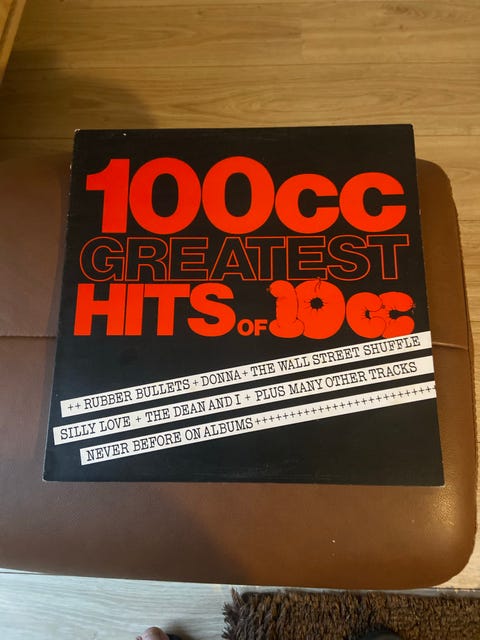 100cc
GREATEST
HITS OF 10cc
++ RUBBER BULLETS + DONNA + THE WALL STREET SHUFFLE
SILLY LOVE + THE DEAN AND I + PLUS MANY OTHER TRACKS
NEVER BEFORE ON ALBUMS ++++++++++++++++++++++++++